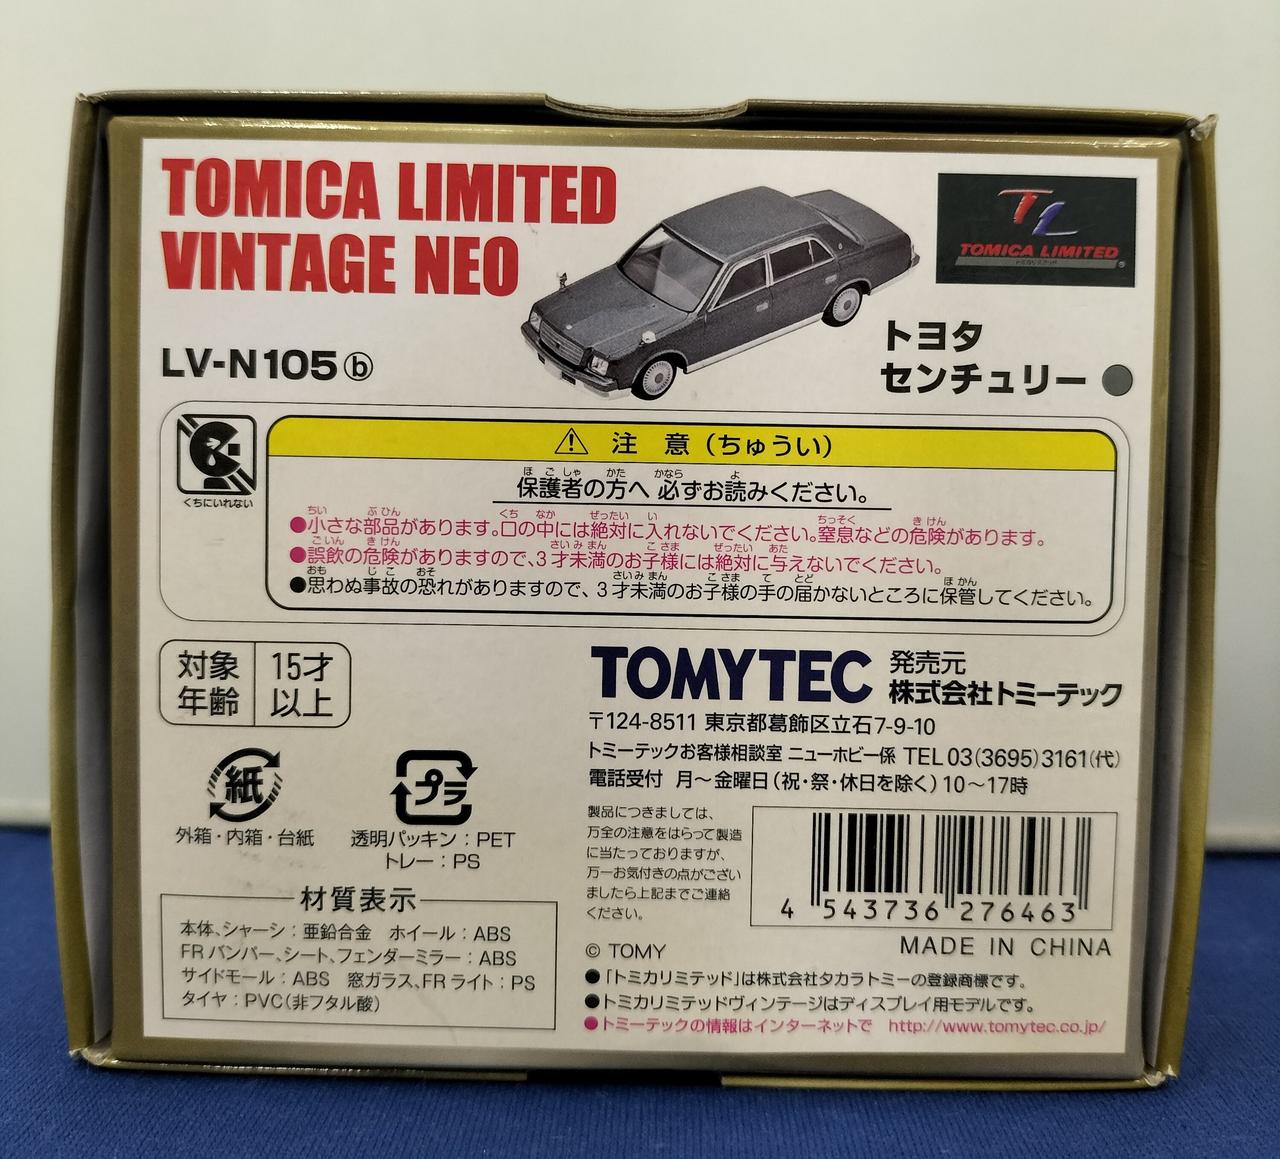 TOMICA LIMITED
VINTAGE NEO
TL
TOMICA LIMITED
LV-N105 ⓑ
トヨタ
センチュリー
くちにいれない
⚠ 注 意 (ちゅうい)
保護者の方へ 必ずお読みください。
●小さな部品があります。口の中には絶対に入れないでください。窒息などの危険があります。
●誤飲の危険がありますので、3才未満のお子様には絶対に与えないでください。
●思わぬ事故の恐れがありますので、3才未満のお子様の手の届かないところに保管してください。
対象年齢 15才以上
紙
外箱・内箱・台紙
プラ
透明パッキン:PET
トレー:PS
材質表示
本体、シャーシ:亜鉛合金 ホイール:ABS
FRバンパー、シート、フェンダーミラー:ABS
サイドモール:ABS 窓ガラス、FRライト:PS
タイヤ:PVC(非フタル酸)
TOMYTEC 発売元
株式会社トミーテック
〒124-8511 東京都葛飾区立石7-9-10
トミーテックお客様相談室 ニューホビー係 TEL 03(3695)3161(代)
電話受付 月~金曜日(祝・祭・休日を除く)10~17時
製品につきましては、
万全の注意をはらって製造
に当たっておりますが、
万一お気付きの点がござい
ましたら上記までご連絡
ください。
4 543736 276463
© TOMY
MADE IN CHINA
●「トミカリミテッド」は株式会社タカラトミーの登録商標です。
●トミカリミテッドヴィンテージはディスプレイ用モデルです。
●トミーテックの情報はインターネットで http://www.tomytec.co.jp/